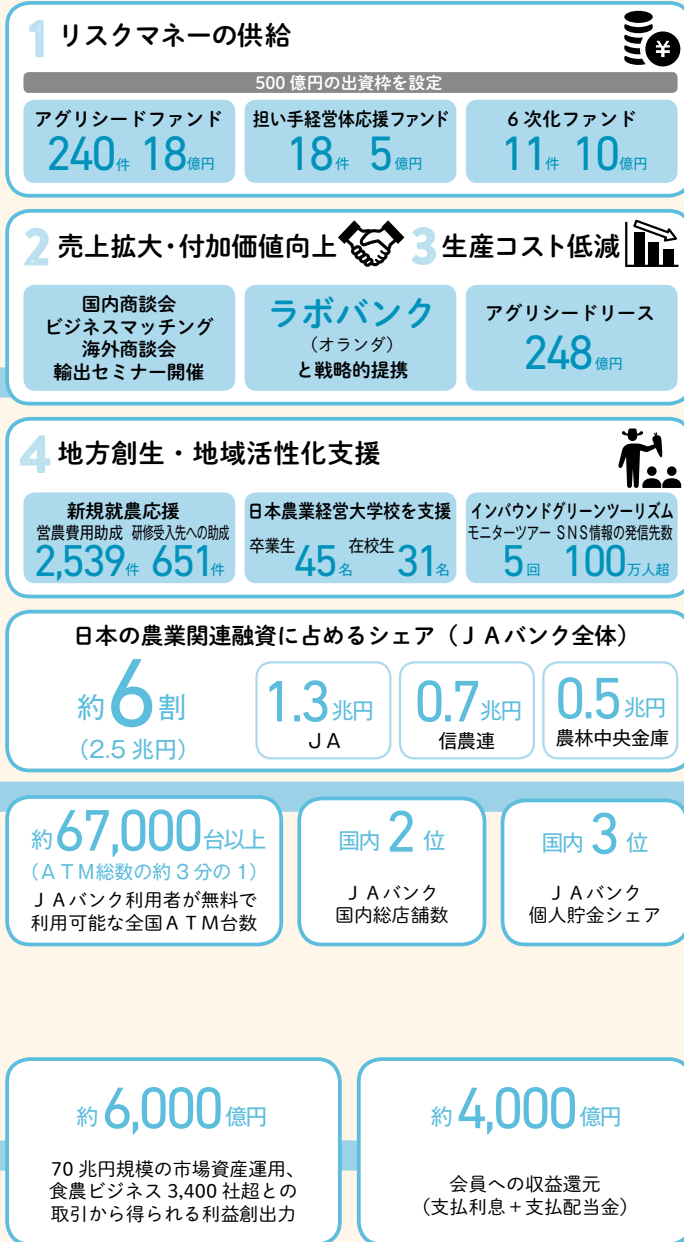 1 リスクマネーの供給
500億円の出資枠を設定
アグリシードファンド
240件 18億円
担い手経営体応援ファンド
18件 5億円
6次化ファンド
11件 10億円
2 売上拡大・付加価値向上
3 生産コスト低減
国内商談会
ビジネスマッチング
海外商談会
輸出セミナー開催
ラボバンク
（オランダ）
と戦略的提携
アグリシードリース
248億円
4 地方創生・地域活性化支援
新規就農応援
営農費用助成 研修受入先への助成
2,539件 651件
日本農業経営大学校を支援
卒業生45名 在校生31名
インバウンドグリーンツーリズム
モニターツアー SNS情報の発信先数
5回 100万人超
日本の農業関連融資に占めるシェア（ＪＡバンク全体）
約6割
（2.5兆円）
1.3兆円
ＪＡ
0.7兆円
信農連
0.5兆円
農林中央金庫
約67,000台以上
（ＡＴＭ総数の約3分の1）
ＪＡバンク利用者が無料で
利用可能な全国ＡＴＭ台数
国内2位
ＪＡバンク
国内総店舗数
国内3位
ＪＡバンク
個人貯金シェア
約6,000億円
70兆円規模の市場資産運用、
食農ビジネス3,400社超との
取引から得られる利益創出力
約4,000億円
会員への収益還元
（支払利息＋支払配当金）